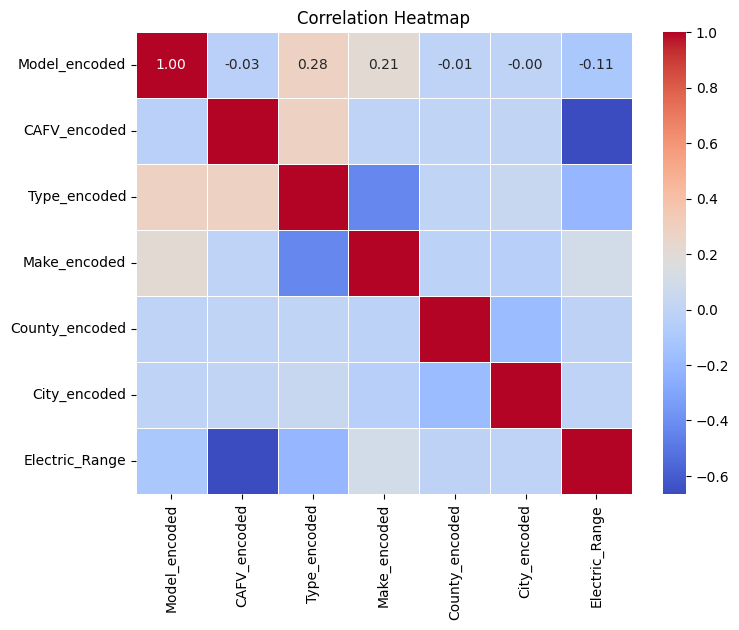 Correlation Heatmap
Model_encoded
1.00 -0.03 0.28 0.21 -0.01 -0.00 -0.11
CAFV_encoded
Type_encoded
Make_encoded
County_encoded
City_encoded
Electric_Range
Model_encoded
CAFV_encoded
Type_encoded
Make_encoded
County_encoded
City_encoded
Electric_Range
1.0
0.8
0.6
0.4
0.2
0.0
−0.2
−0.4
−0.6